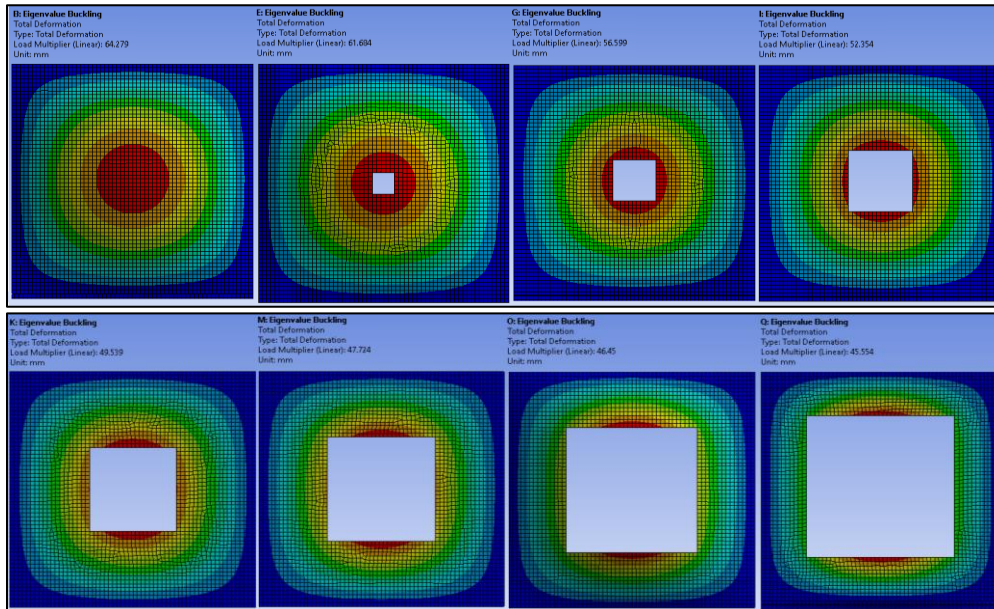 B: Eigenvalue Buckling
Total Deformation
Type: Total Deformation
Load Multiplier (Linear): 64.279
Unit: mm
E: Eigenvalue Buckling
Total Deformation
Type: Total Deformation
Load Multiplier (Linear): 61.684
Unit: mm
G: Eigenvalue Buckling
Total Deformation
Type: Total Deformation
Load Multiplier (Linear): 56.599
Unit: mm
I: Eigenvalue Buckling
Total Deformation
Type: Total Deformation
Load Multiplier (Linear): 52.354
Unit: mm
K: Eigenvalue Buckling
Total Deformation
Type: Total Deformation
Load Multiplier (Linear): 49.539
Unit: mm
M: Eigenvalue Buckling
Total Deformation
Type: Total Deformation
Load Multiplier (Linear): 47.724
Unit: mm
O: Eigenvalue Buckling
Total Deformation
Type: Total Deformation
Load Multiplier (Linear): 46.45
Unit: mm
Q: Eigenvalue Buckling
Total Deformation
Type: Total Deformation
Load Multiplier (Linear): 45.554
Unit: mm